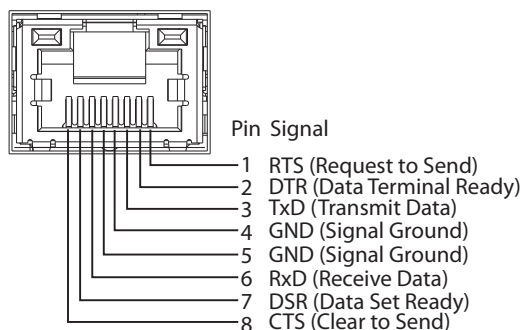 Pin Signal
1 RTS (Request to Send)
2 DTR (Data Terminal Ready)
3 TxD (Transmit Data)
4 GND (Signal Ground)
5 GND (Signal Ground)
6 RxD (Receive Data)
7 DSR (Data Set Ready)
8 CTS (Clear to Send)